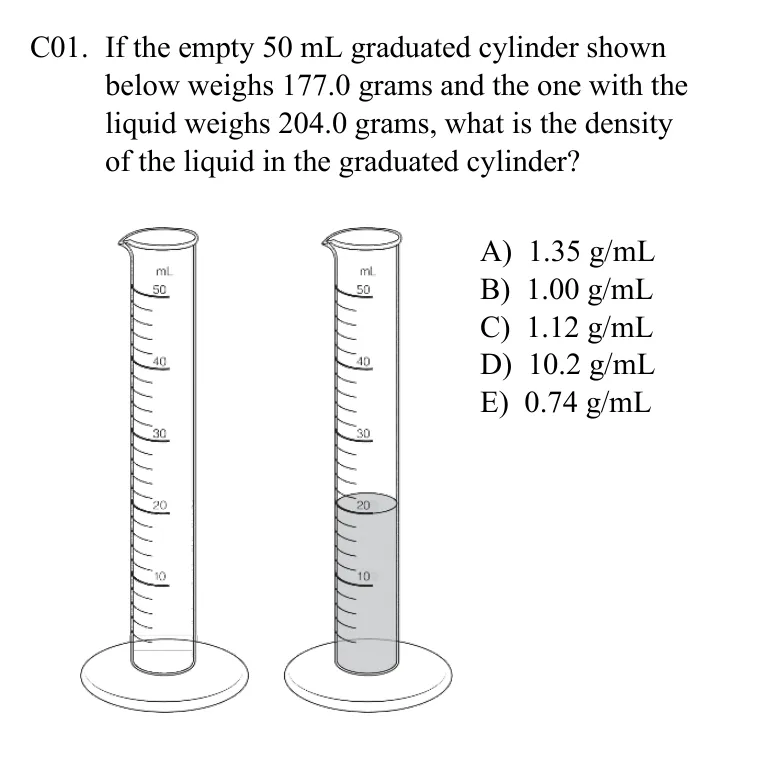 C01. If the empty 50 mL graduated cylinder shown
below weighs 177.0 grams and the one with the
liquid weighs 204.0 grams, what is the density
of the liquid in the graduated cylinder?
mL
50
40
30
20
10
mL
50
40
30
20
10
A) 1.35 g/mL
B) 1.00 g/mL
C) 1.12 g/mL
D) 10.2 g/mL
E) 0.74 g/mL